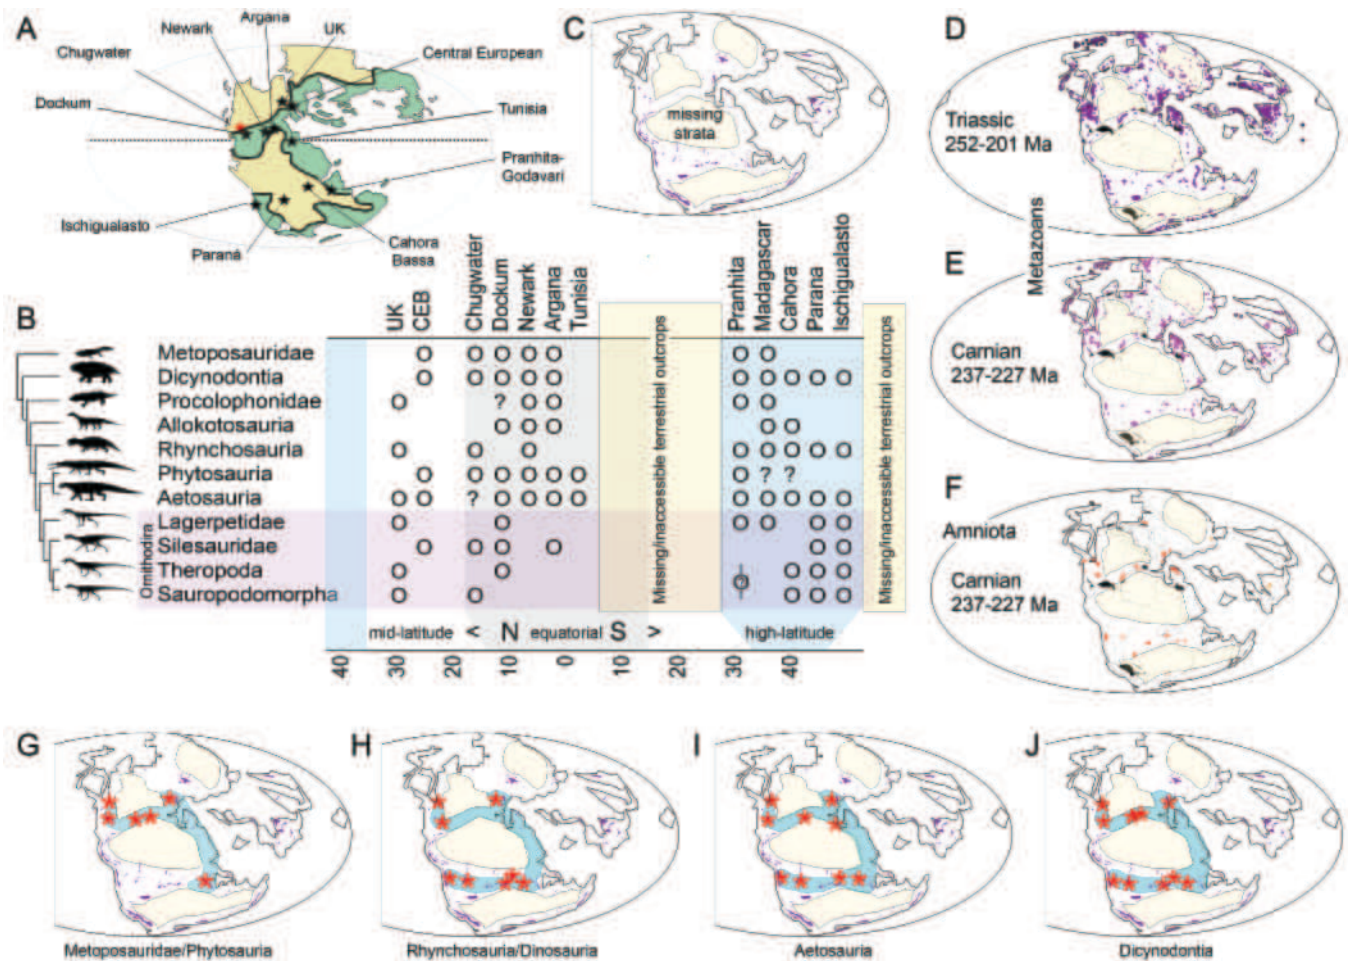 A
Argana
Newark
UK
Chugwater
Central European
Dockum
Tunisia
Pranhita-
Godavari
Ischigualasto
Paraná
Cahora
Bassa
C
missing
strata
D
Triassic
252-201 Ma
Metazoans
E
Carnian
237-227 Ma
F
Amniota
Carnian
237-227 Ma
B
UK
CEB
Chugwater
Dockum
Newark
Argana
Tunisia
Pranhita
Madagascar
Cahora
Parana
Ischigualasto
Metoposauridae O O O O O O O
Dicynodontia O O O O O O O O O O
Procolophonidae O ? O O O O
Allokotosauria O O O O O
Rhynchosauria O O O O O O O O
Phytosauria O O O O O O O ? ?
Aetosauria O O ? O O O O O O O O O
Lagerpetidae O O O O O O
Silesauridae O O O O O O
Theropoda O O O O O
Sauropodomorpha O O O O O O
Ornithodira
Missing/inaccessible terrestrial outcrops
Missing/inaccessible terrestrial outcrops
mid-latitude < N equatorial S > high-latitude
40 30 20 10 0 10 20 30 40
G
Metoposauridae/Phytosauria
H
Rhynchosauria/Dinosauria
I
Aetosauria
J
Dicynodontia